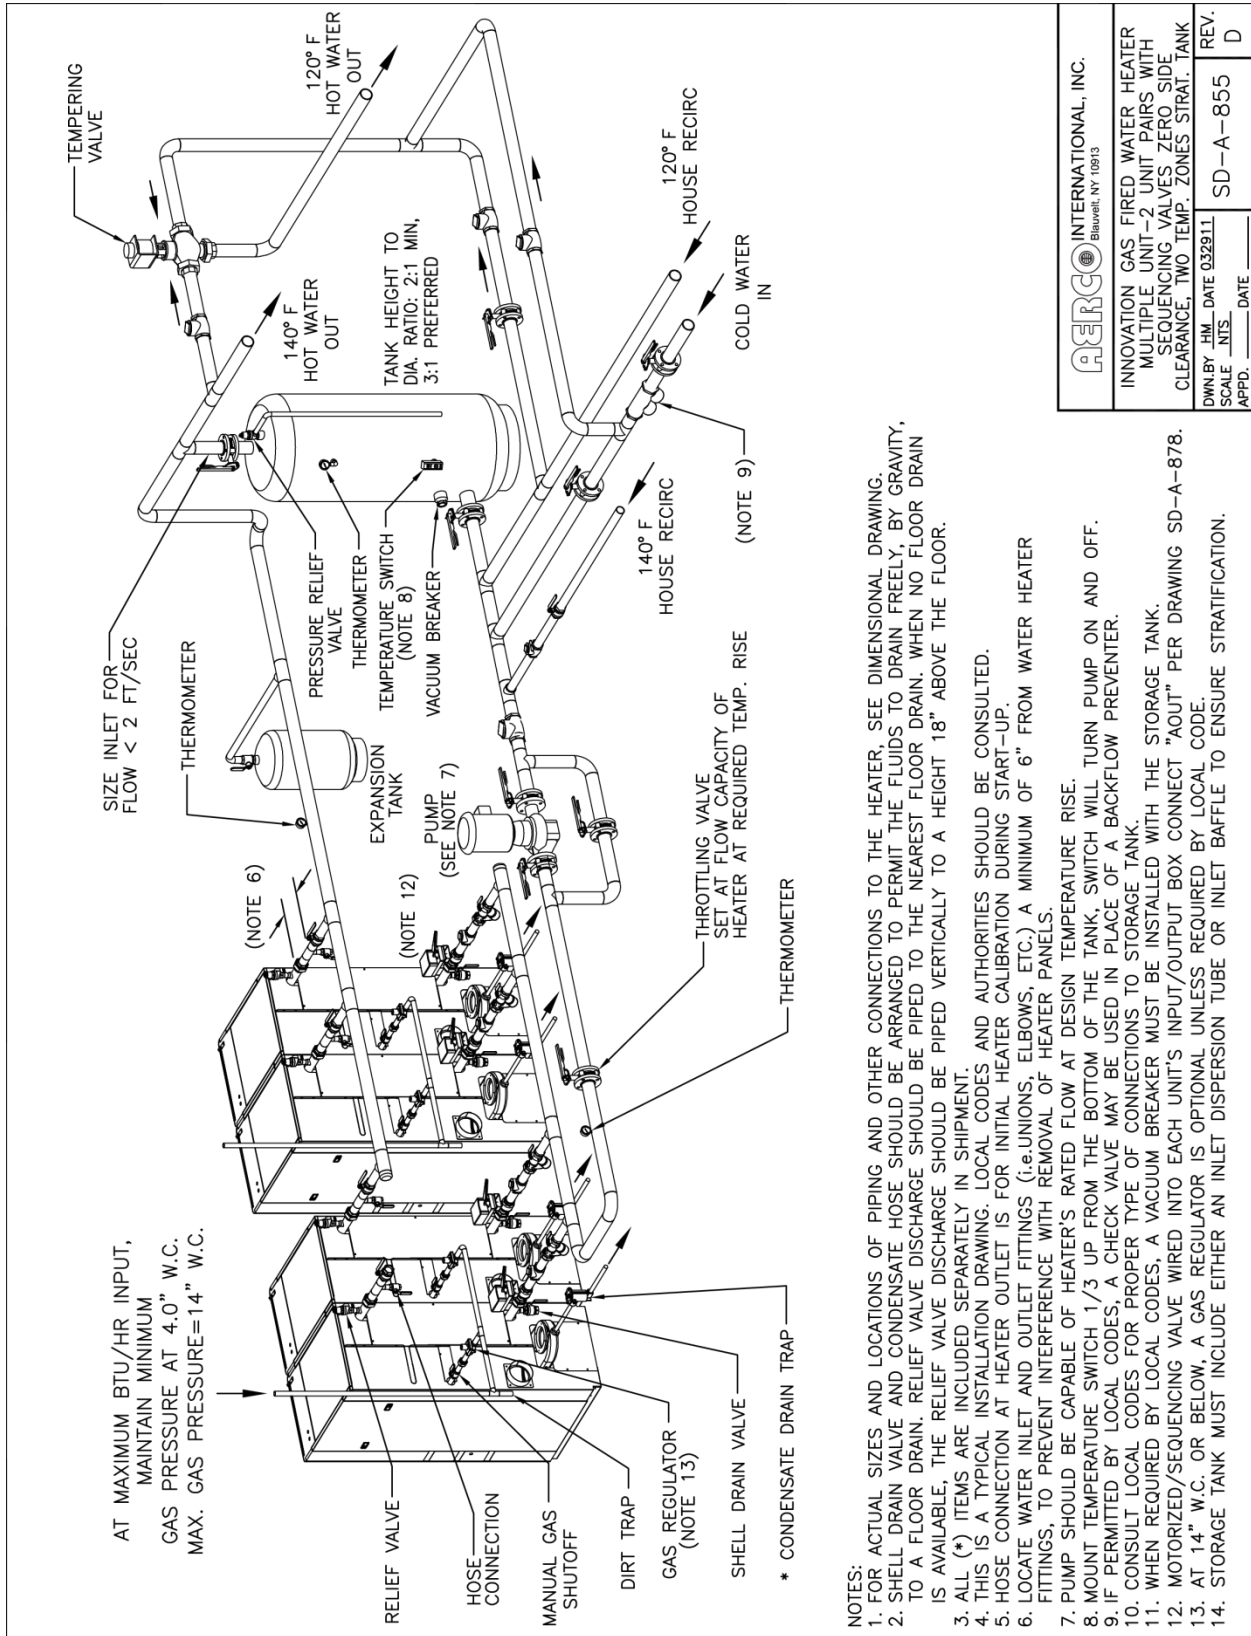 AT MAXIMUM BTU/HR INPUT,
MAINTAIN MINIMUM
GAS PRESSURE AT 4.0" W.C.
MAX. GAS PRESSURE=14" W.C.
RELIEF VALVE
HOSE
CONNECTION
MANUAL GAS
SHUTOFF
DIRT TRAP
GAS REGULATOR
(NOTE 13)
SHELL DRAIN VALVE
* CONDENSATE DRAIN TRAP
SIZE INLET FOR
FLOW < 2 FT/SEC
THERMOMETER
(NOTE 6)
EXPANSION
TANK
PUMP
(SEE NOTE 7)
(NOTE 12)
PRESSURE RELIEF
VALVE
THERMOMETER
TEMPERATURE SWITCH
(NOTE 8)
VACUUM BREAKER
THROTTLING VALVE
SET AT FLOW CAPACITY OF
HEATER AT REQUIRED TEMP. RISE
THERMOMETER
TEMPERING
VALVE
120° F
HOT WATER
OUT
140° F
HOT WATER
OUT
TANK HEIGHT TO
DIA. RATIO: 2:1 MIN,
3:1 PREFERRED
120° F
HOUSE RECIRC
COLD WATER
IN
140° F
HOUSE RECIRC
(NOTE 9)
NOTES:
1. FOR ACTUAL SIZES AND LOCATIONS OF PIPING AND OTHER CONNECTIONS TO THE HEATER, SEE DIMENSIONAL DRAWING.
2. SHELL DRAIN VALVE AND CONDENSATE HOSE SHOULD BE ARRANGED TO PERMIT THE FLUIDS TO DRAIN FREELY, BY GRAVITY,
TO A FLOOR DRAIN. RELIEF VALVE DISCHARGE SHOULD BE PIPED TO THE NEAREST FLOOR DRAIN. WHEN NO FLOOR DRAIN
IS AVAILABLE, THE RELIEF VALVE DISCHARGE SHOULD BE PIPED VERTICALLY TO A HEIGHT 18" ABOVE THE FLOOR.
3. ALL (*) ITEMS ARE INCLUDED SEPARATELY IN SHIPMENT.
4. THIS IS A TYPICAL INSTALLATION DRAWING. LOCAL CODES AND AUTHORITIES SHOULD BE CONSULTED.
5. HOSE CONNECTION AT HEATER OUTLET IS FOR INITIAL HEATER CALIBRATION DURING START-UP.
6. LOCATE WATER INLET AND OUTLET FITTINGS (i.e.UNIONS, ELBOWS, ETC.) A MINIMUM OF 6" FROM WATER HEATER
FITTINGS, TO PREVENT INTERFERENCE WITH REMOVAL OF HEATER PANELS.
7. PUMP SHOULD BE CAPABLE OF HEATER'S RATED FLOW AT DESIGN TEMPERATURE RISE.
8. MOUNT TEMPERATURE SWITCH 1/3 UP FROM THE BOTTOM OF THE TANK, SWITCH WILL TURN PUMP ON AND OFF.
9. IF PERMITTED BY LOCAL CODES, A CHECK VALVE MAY BE USED IN PLACE OF A BACKFLOW PREVENTER.
10. CONSULT LOCAL CODES FOR PROPER TYPE OF CONNECTIONS TO STORAGE TANK.
11. WHEN REQUIRED BY LOCAL CODES, A VACUUM BREAKER MUST BE INSTALLED WITH THE STORAGE TANK.
12. MOTORIZED/SEQUENCING VALVE WIRED INTO EACH UNIT'S INPUT/OUTPUT BOX CONNECT "AOUT" PER DRAWING SD-A-878.
13. AT 14" W.C. OR BELOW, A GAS REGULATOR IS OPTIONAL UNLESS REQUIRED BY LOCAL CODE.
14. STORAGE TANK MUST INCLUDE EITHER AN INLET DISPERSION TUBE OR INLET BAFFLE TO ENSURE STRATIFICATION.
AERCO INTERNATIONAL, INC.
Blauvelt, NY 10913
INNOVATION GAS FIRED WATER HEATER
MULTIPLE UNIT-2 UNIT PAIRS WITH
SEQUENCING VALVES ZERO SIDE
CLEARANCE, TWO TEMP. ZONES STRAT. TANK
DWN.BY HM DATE 032911
SCALE NTS
APPD. DATE
SD-A-855
REV.
D